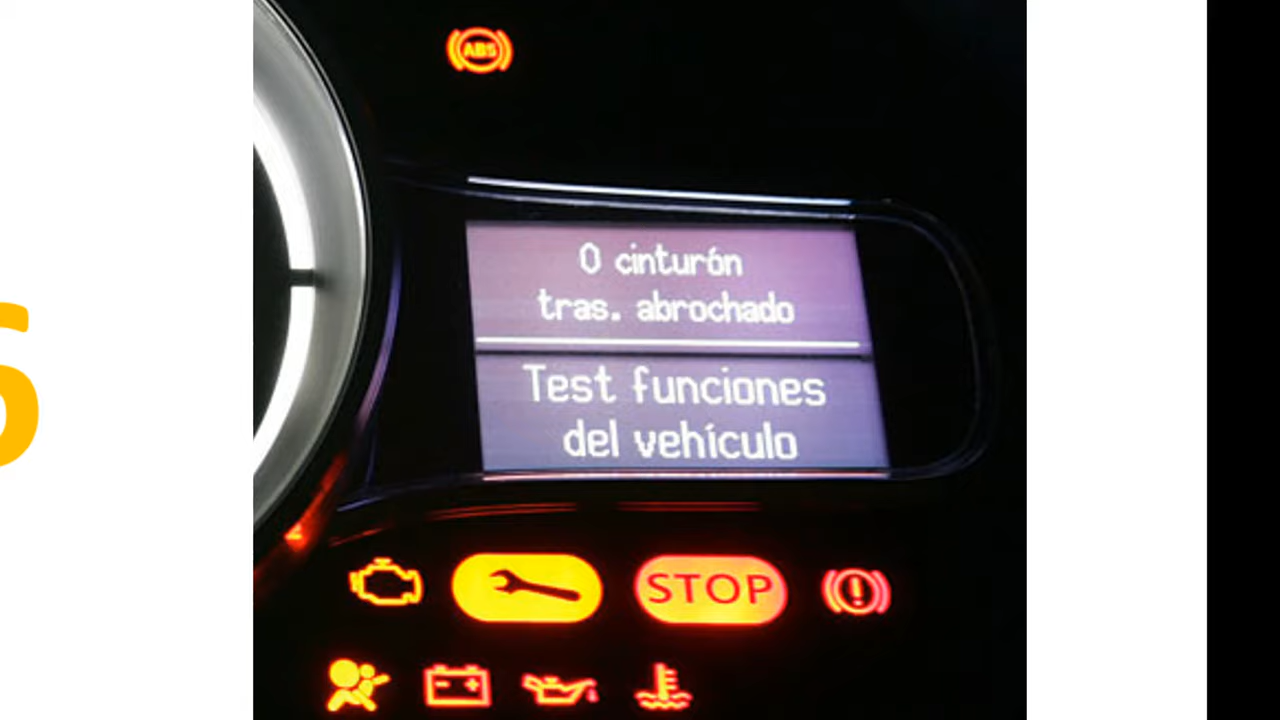 ABS
0 cinturón
tras. abrochado
Test funciones
del vehículo
STOP